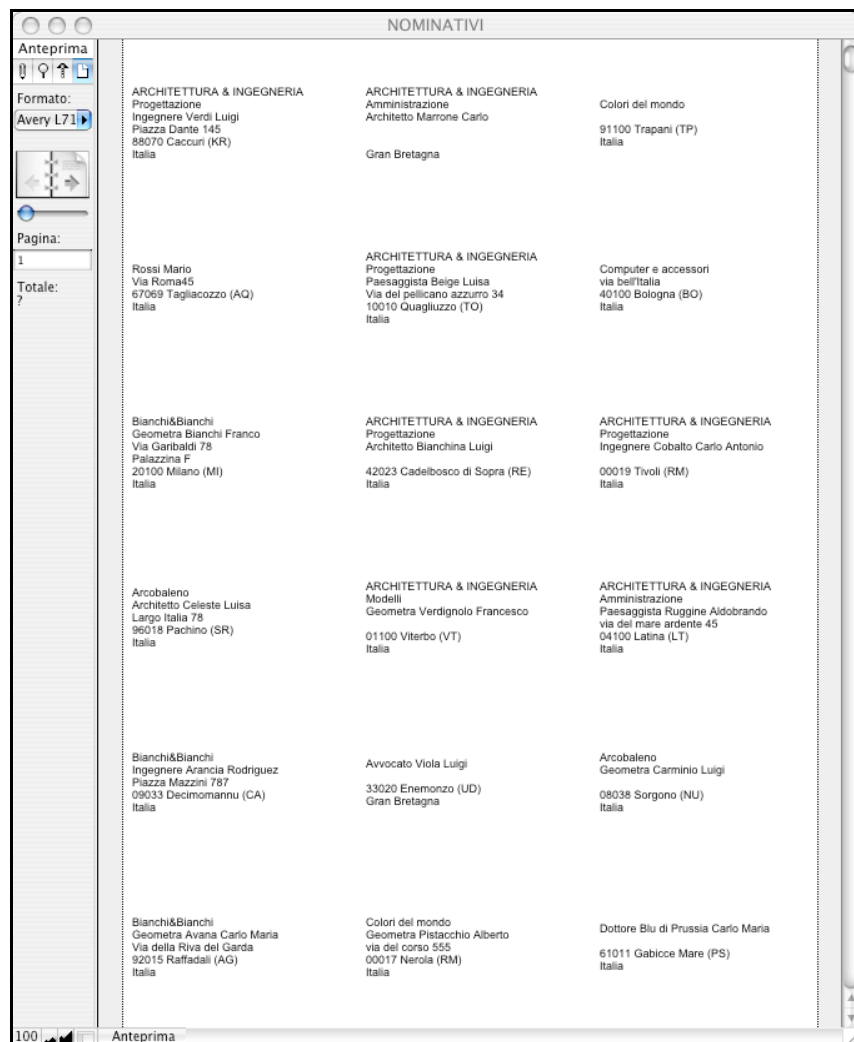 NOMINATIVI
Anteprima
Formato:
Avery L71
Pagina:
1
Totale:
?
ARCHITETTURA & INGEGNERIA
Progettazione
Ingegnere Verdi Luigi
Piazza Dante 145
88070 Caccuri (KR)
Italia
ARCHITETTURA & INGEGNERIA
Amministrazione
Architetto Marrone Carlo
Gran Bretagna
Colori del mondo
91100 Trapani (TP)
Italia
Rossi Mario
Via Roma45
67069 Tagliacozzo (AQ)
Italia
ARCHITETTURA & INGEGNERIA
Progettazione
Paesaggista Beige Luisa
Via del pellicano azzurro 34
10010 Quagliuzzo (TO)
Italia
Computer e accessori
via bell'Italia
40100 Bologna (BO)
Italia
Bianchi&Bianchi
Geometra Bianchi Franco
Via Garibaldi 78
Palazzina F
20100 Milano (MI)
Italia
ARCHITETTURA & INGEGNERIA
Progettazione
Architetto Bianchina Luigi
42023 Cadelbosco di Sopra (RE)
Italia
ARCHITETTURA & INGEGNERIA
Progettazione
Ingegnere Cobalto Carlo Antonio
00019 Tivoli (RM)
Italia
Arcobaleno
Architetto Celeste Luisa
Largo Italia 78
96018 Pachino (SR)
Italia
ARCHITETTURA & INGEGNERIA
Modelli
Geometra Verdignolo Francesco
01100 Viterbo (VT)
Italia
ARCHITETTURA & INGEGNERIA
Amministrazione
Paesaggista Ruggine Aldobrando
via del mare ardente 45
04100 Latina (LT)
Italia
Bianchi&Bianchi
Ingegnere Arancia Rodriguez
Piazza Mazzini 787
09033 Decimomannu (CA)
Italia
Avvocato Viola Luigi
33020 Enemonzo (UD)
Gran Bretagna
Arcobaleno
Geometra Carminio Luigi
08038 Sorgono (NU)
Italia
Bianchi&Bianchi
Geometra Avana Carlo Maria
Via della Riva del Garda
92015 Raffadali (AG)
Italia
Colori del mondo
Geometra Pistacchio Alberto
via del corso 555
00017 Nerola (RM)
Italia
Dottore Blu di Prussia Carlo Maria
61011 Gabicce Mare (PS)
Italia
100
Anteprima